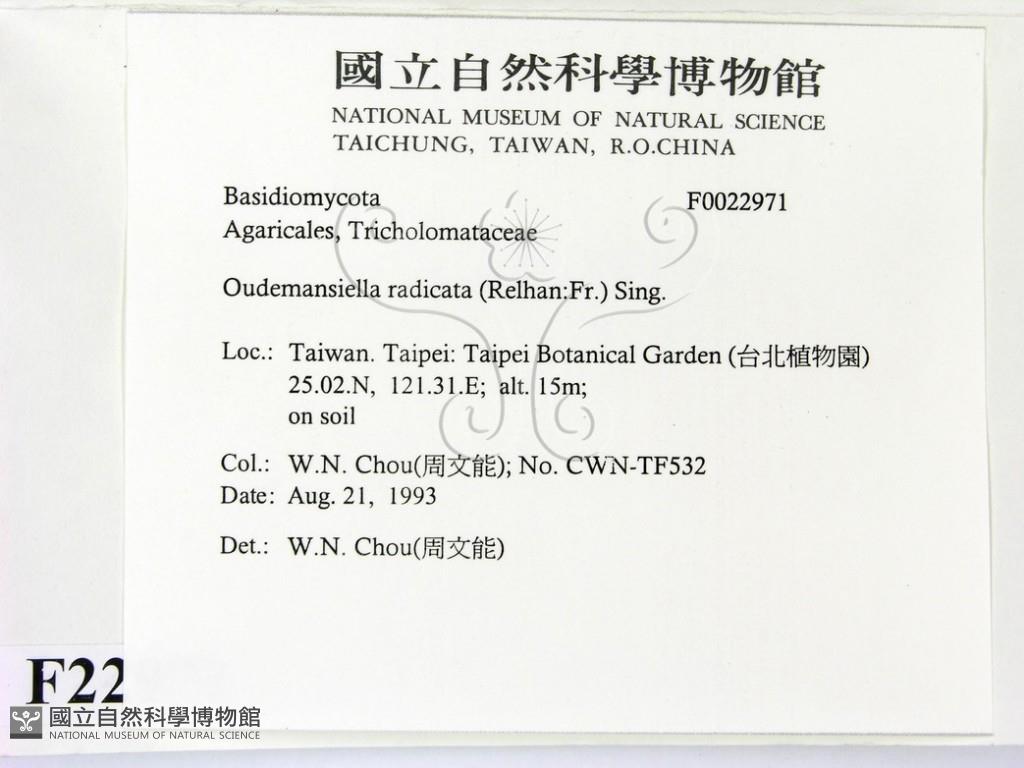 國立自然科學博物館
NATIONAL MUSEUM OF NATURAL SCIENCE
TAICHUNG, TAIWAN, R.O.CHINA
Basidiomycota F0022971
Agaricales, Tricholomataceae
Oudemansiella radicata (Relhan:Fr.) Sing.
Loc.: Taiwan. Taipei: Taipei Botanical Garden (台北植物園)
25.02.N, 121.31.E; alt. 15m;
on soil
Col.: W.N. Chou(周文能); No. CWN-TF532
Date: Aug. 21, 1993
Det.: W.N. Chou(周文能)
F22
國立自然科學博物館
NATIONAL MUSEUM OF NATURAL SCIENCE